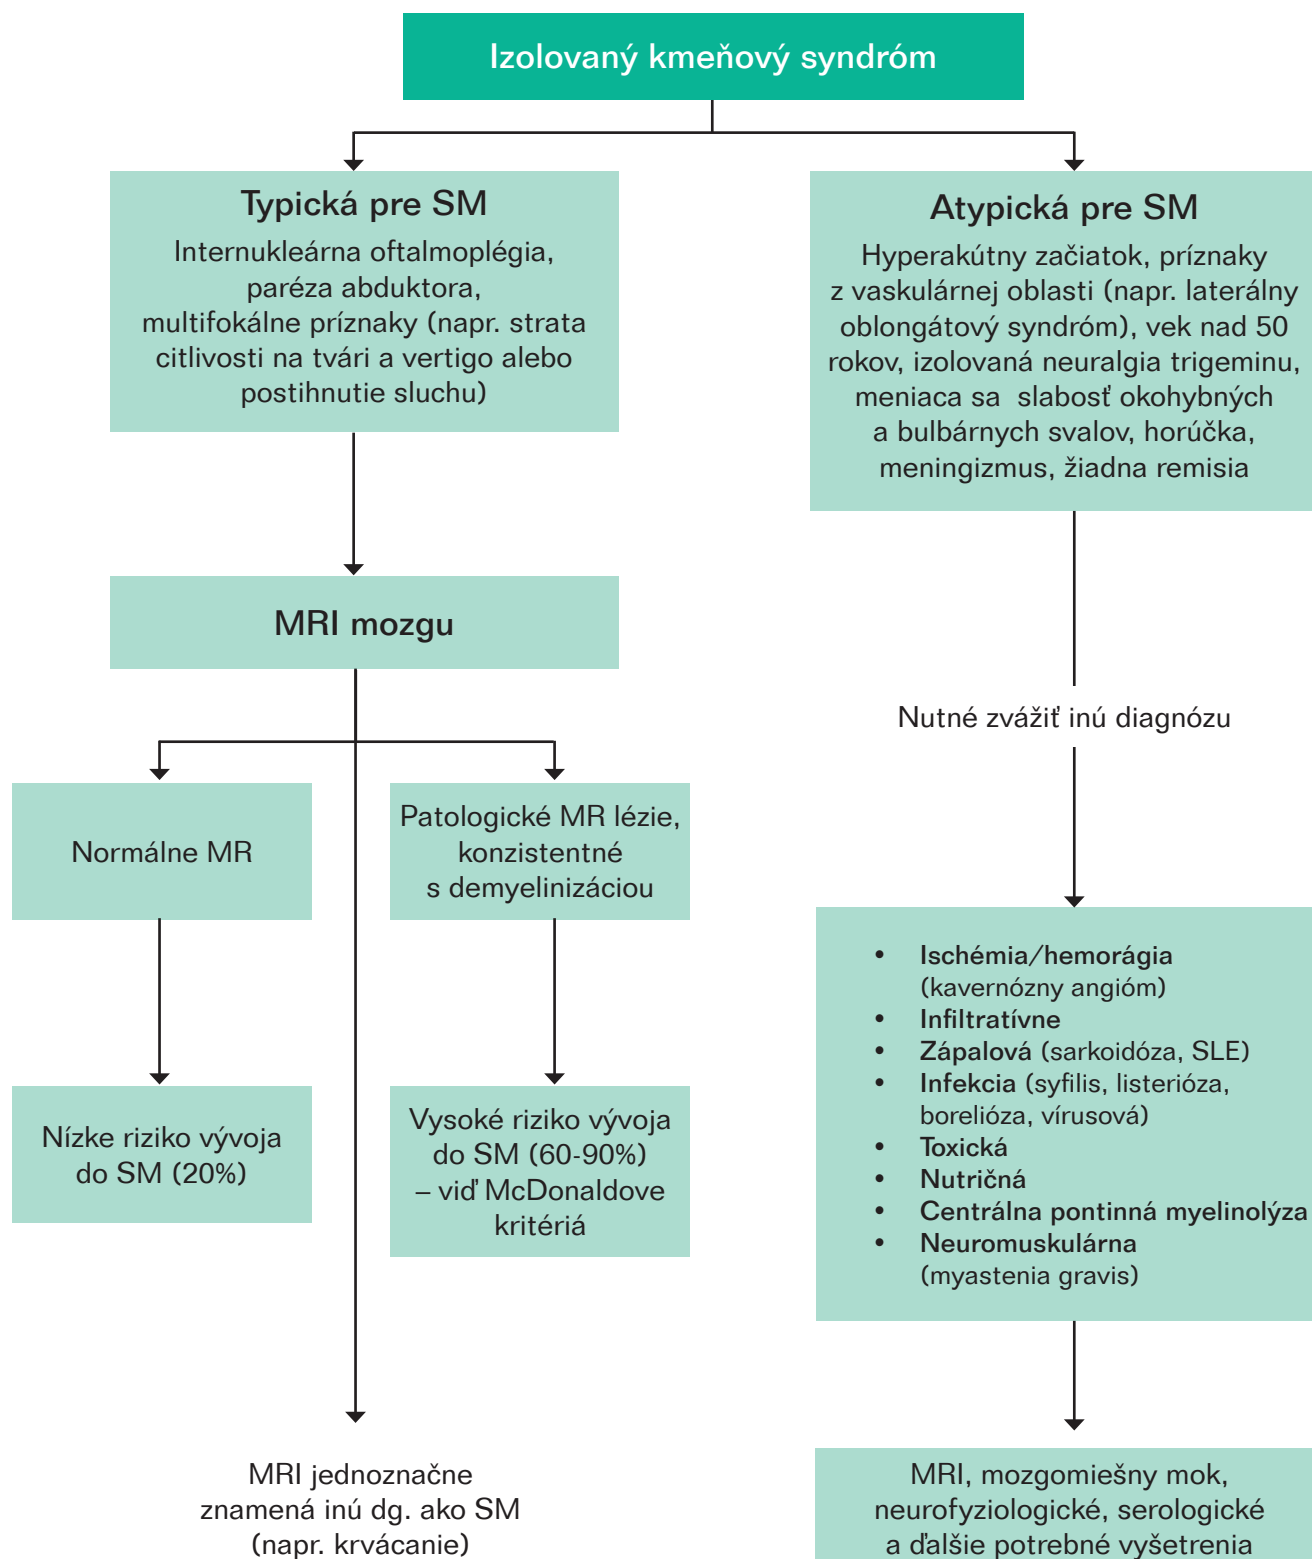 Izolovaný kmeňový syndróm
Typická pre SM
Internukleárna oftalmoplégia,
paréza abduktora,
multifokálne príznaky (napr. strata
citlivosti na tvári a vertigo alebo
postihnutie sluchu)
Atypická pre SM
Hyperakútny začiatok, príznaky
z vaskulárnej oblasti (napr. laterálny
oblongátový syndróm), vek nad 50
rokov, izolovaná neuralgia trigeminu,
meniaca sa slabosť okohybných
a bulbárnych svalov, horúčka,
meningizmus, žiadna remisia
MRI mozgu
Nutné zvážiť inú diagnózu
Normálne MR
Patologické MR lézie,
konzistentné
s demyelinizáciou
Nízke riziko vývoja
do SM (20%)
Vysoké riziko vývoja
do SM (60-90%)
– viď McDonaldove
kritériá
• Ischémia/hemorágia
(kavernózny angióm)
• Infiltratívne
• Zápalová (sarkoidóza, SLE)
• Infekcia (syfilis, listerióza,
borelióza, vírusová)
• Toxická
• Nutričná
• Centrálna pontinná myelinolýza
• Neuromuskulárna
(myastenia gravis)
MRI jednoznačne
znamená inú dg. ako SM
(napr. krvácanie)
MRI, mozgomiešny mok,
neurofyziologické, serologické
a ďalšie potrebné vyšetrenia